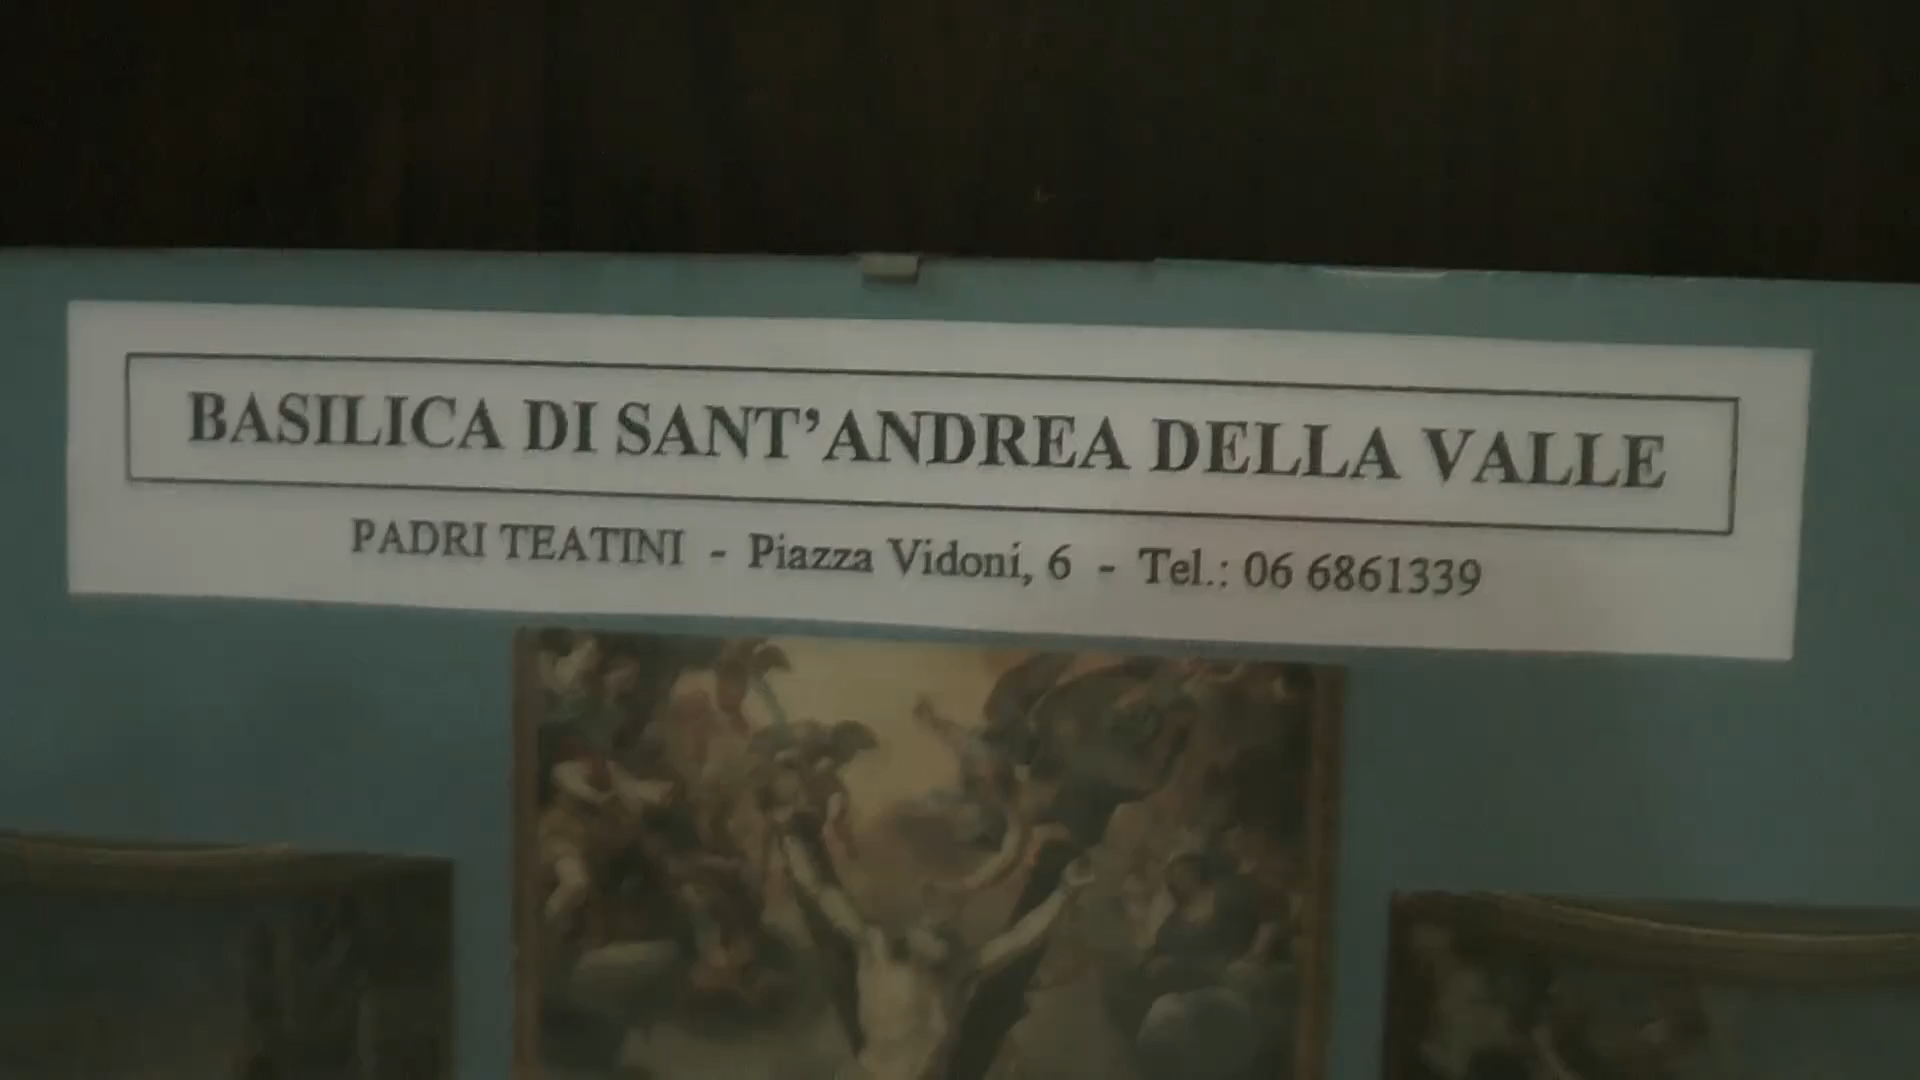 BASILICA DI SANT’ANDREA DELLA VALLE
PADRI TEATINI - Piazza Vidoni, 6 - Tel.: 06 6861339